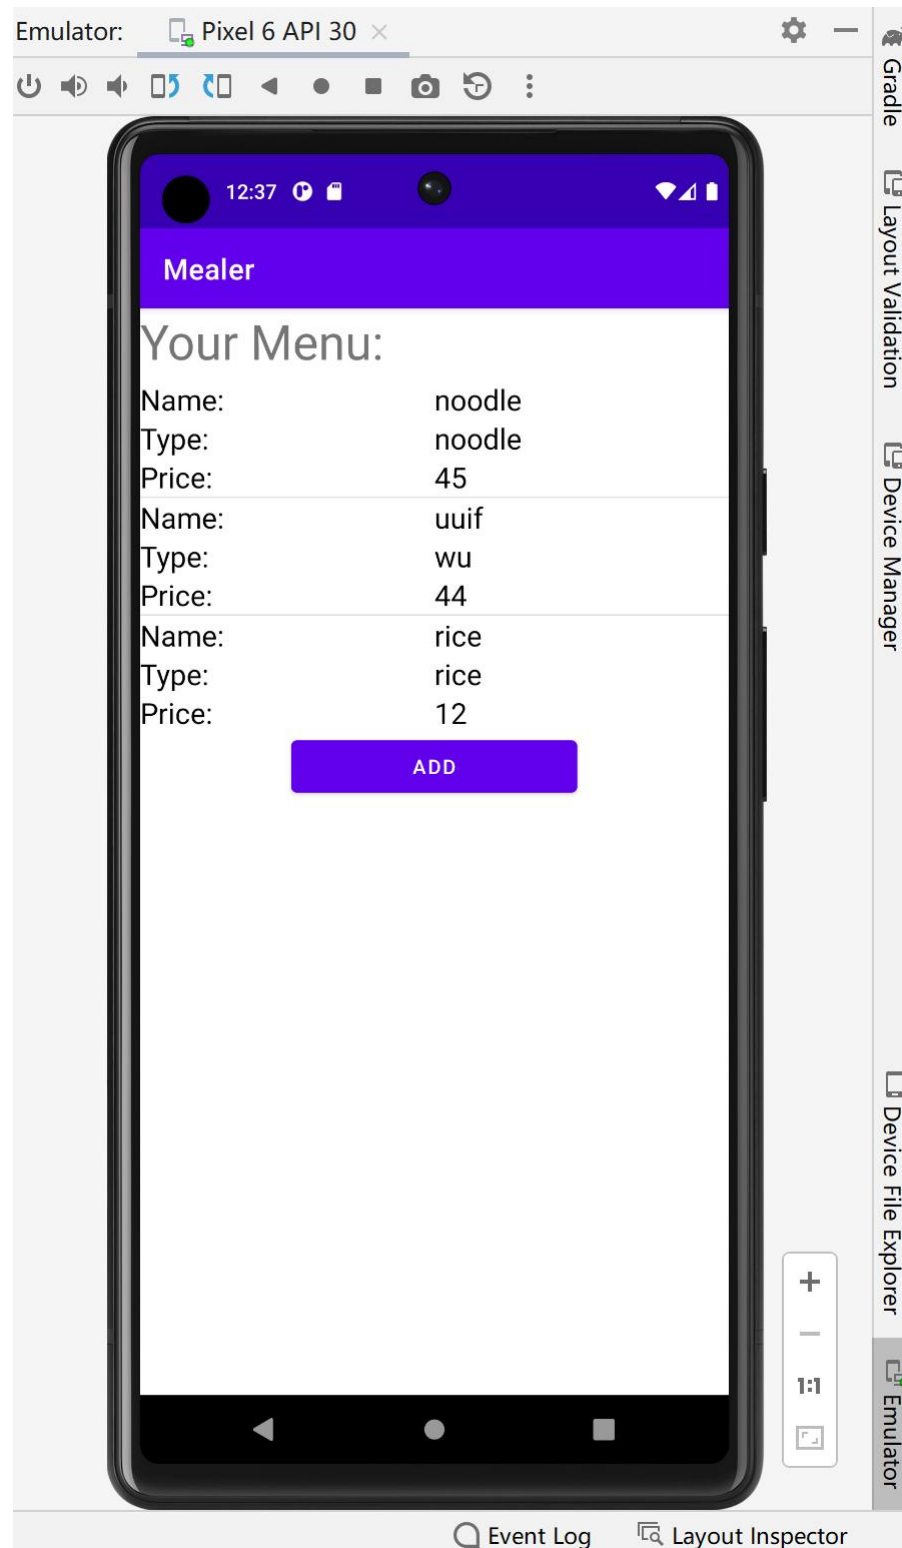 Emulator: Pixel 6 API 30
12:37
Mealer
Your Menu:
Name: noodle
Type: noodle
Price: 45
Name: uuif
Type: wu
Price: 44
Name: rice
Type: rice
Price: 12
ADD
1:1
Gradle
Layout Validation
Device Manager
Device File Explorer
Emulator
Event Log Layout Inspector